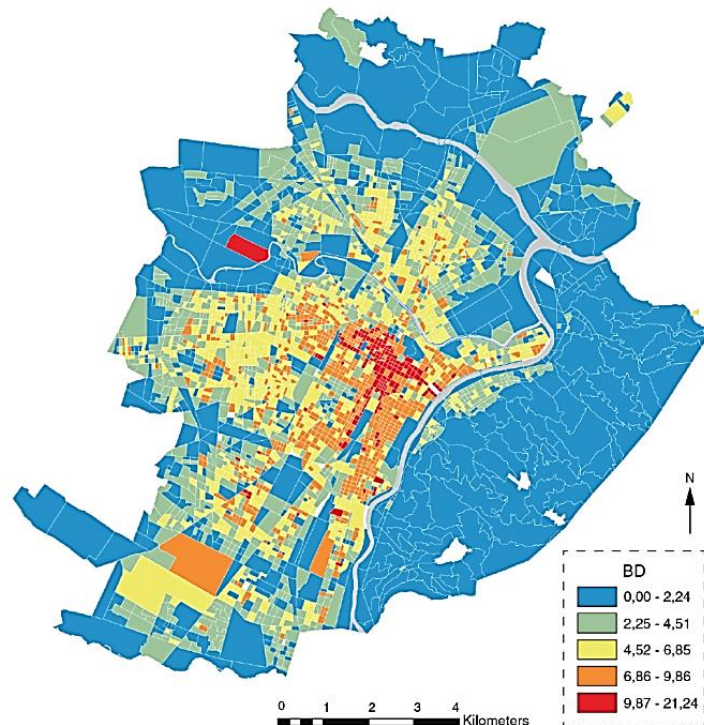 N
BD
0,00 - 2,24
2,25 - 4,51
4,52 - 6,85
6,86 - 9,86
9,87 - 21,24
0 1 2 3 4
Kilometers